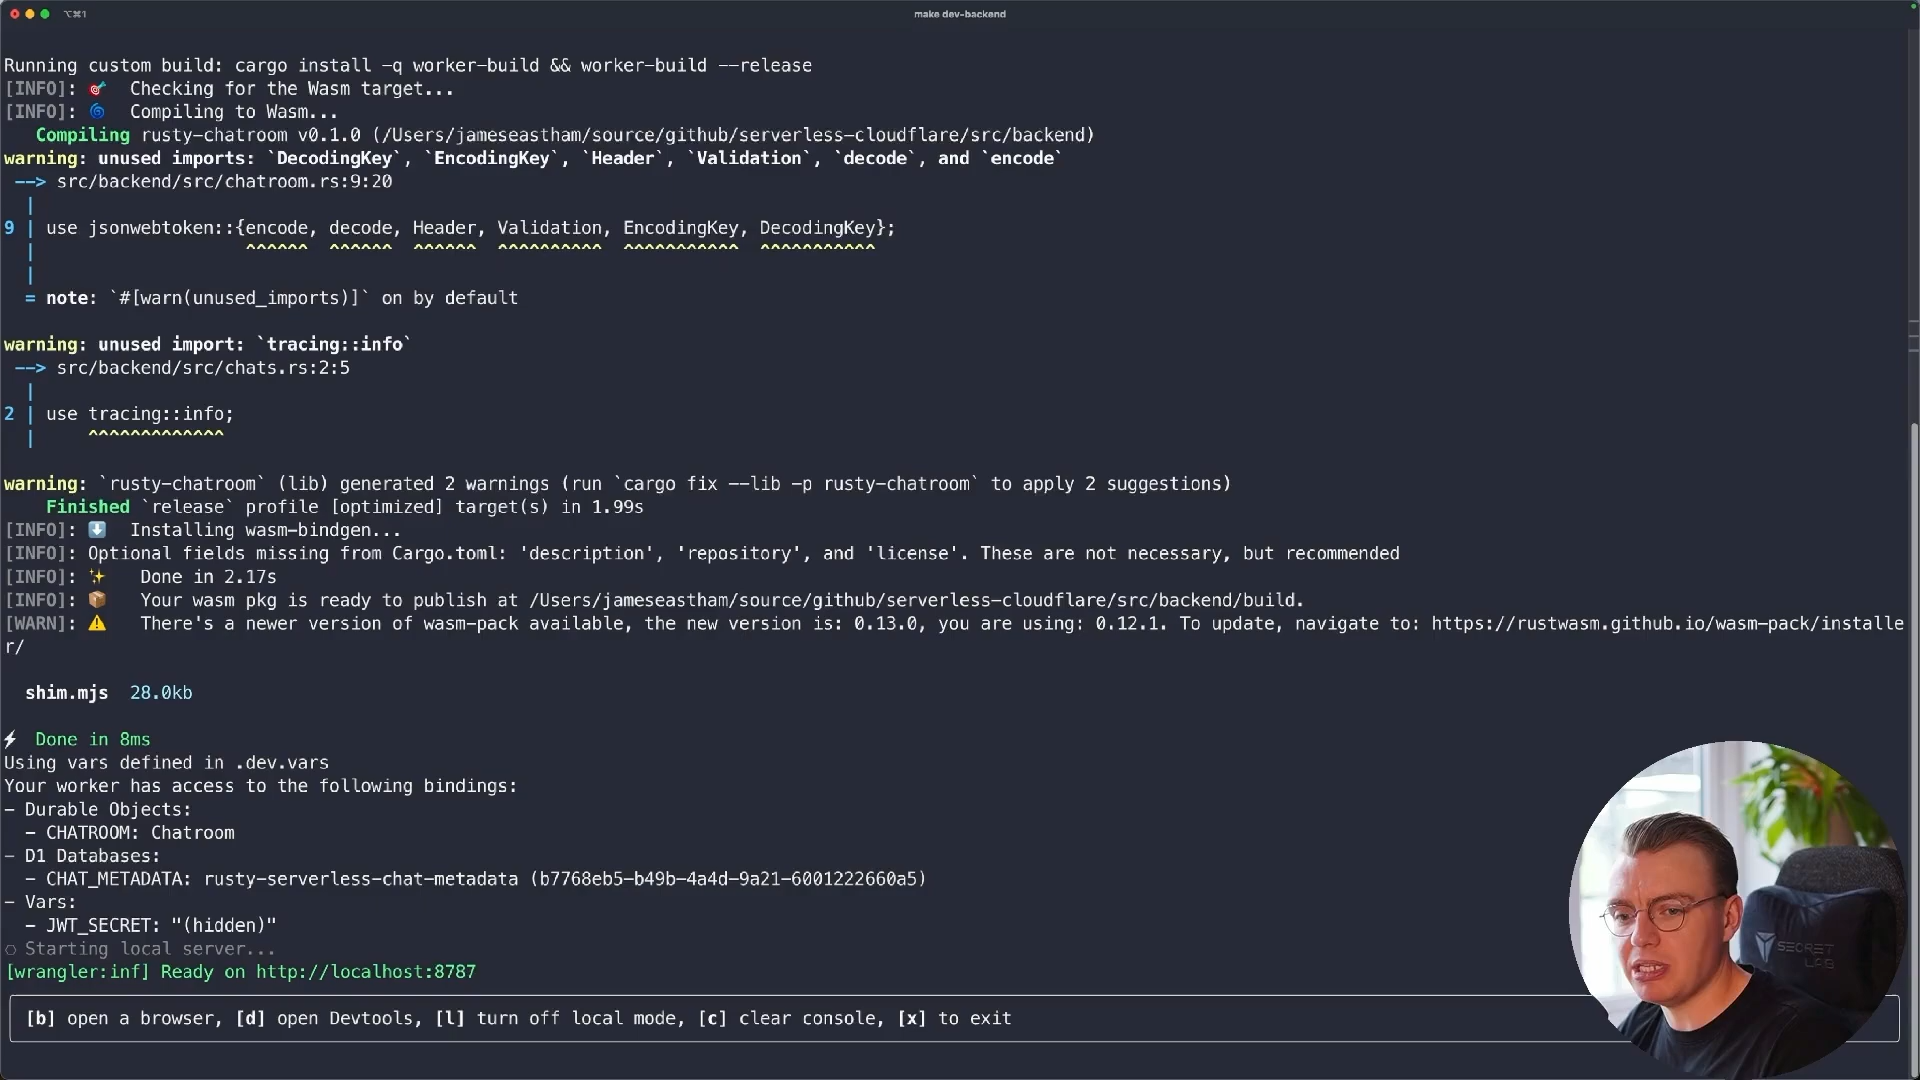 ⌥⌘1
make dev-backend
Running custom build: cargo install -q worker-build && worker-build --release
[INFO]: 🎯  Checking for the Wasm target...
[INFO]: 🌀  Compiling to Wasm...
   Compiling rusty-chatroom v0.1.0 (/Users/jameseastham/source/github/serverless-cloudflare/src/backend)
warning: unused imports: `DecodingKey`, `EncodingKey`, `Header`, `Validation`, `decode`, and `encode`
 --> src/backend/src/chatroom.rs:9:20
  |
9 | use jsonwebtoken::{encode, decode, Header, Validation, EncodingKey, DecodingKey};
  |                    ^^^^^^  ^^^^^^  ^^^^^^  ^^^^^^^^^^  ^^^^^^^^^^^  ^^^^^^^^^^^
  |
  = note: `#[warn(unused_imports)]` on by default
warning: unused import: `tracing::info`
 --> src/backend/src/chats.rs:2:5
  |
2 | use tracing::info;
  |     ^^^^^^^^^^^^^
warning: `rusty-chatroom` (lib) generated 2 warnings (run `cargo fix --lib -p rusty-chatroom` to apply 2 suggestions)
    Finished `release` profile [optimized] target(s) in 1.99s
[INFO]: ⬇️  Installing wasm-bindgen...
[INFO]: Optional fields missing from Cargo.toml: 'description', 'repository', and 'license'. These are not necessary, but recommended
[INFO]: ✨   Done in 2.17s
[INFO]: 📦   Your wasm pkg is ready to publish at /Users/jameseastham/source/github/serverless-cloudflare/src/backend/build.
[WARN]: ⚠️   There's a newer version of wasm-pack available, the new version is: 0.13.0, you are using: 0.12.1. To update, navigate to: https://rustwasm.github.io/wasm-pack/installe
r/
  shim.mjs  28.0kb
⚡ Done in 8ms
Using vars defined in .dev.vars
Your worker has access to the following bindings:
- Durable Objects:
  - CHATROOM: Chatroom
- D1 Databases:
  - CHAT_METADATA: rusty-serverless-chat-metadata (b7768eb5-b49b-4a4d-9a21-6001222660a5)
- Vars:
  - JWT_SECRET: "(hidden)"
◌ Starting local server...
[wrangler:inf] Ready on http://localhost:8787
[b] open a browser, [d] open Devtools, [l] turn off local mode, [c] clear console, [x] to exit
SECRET
LAB